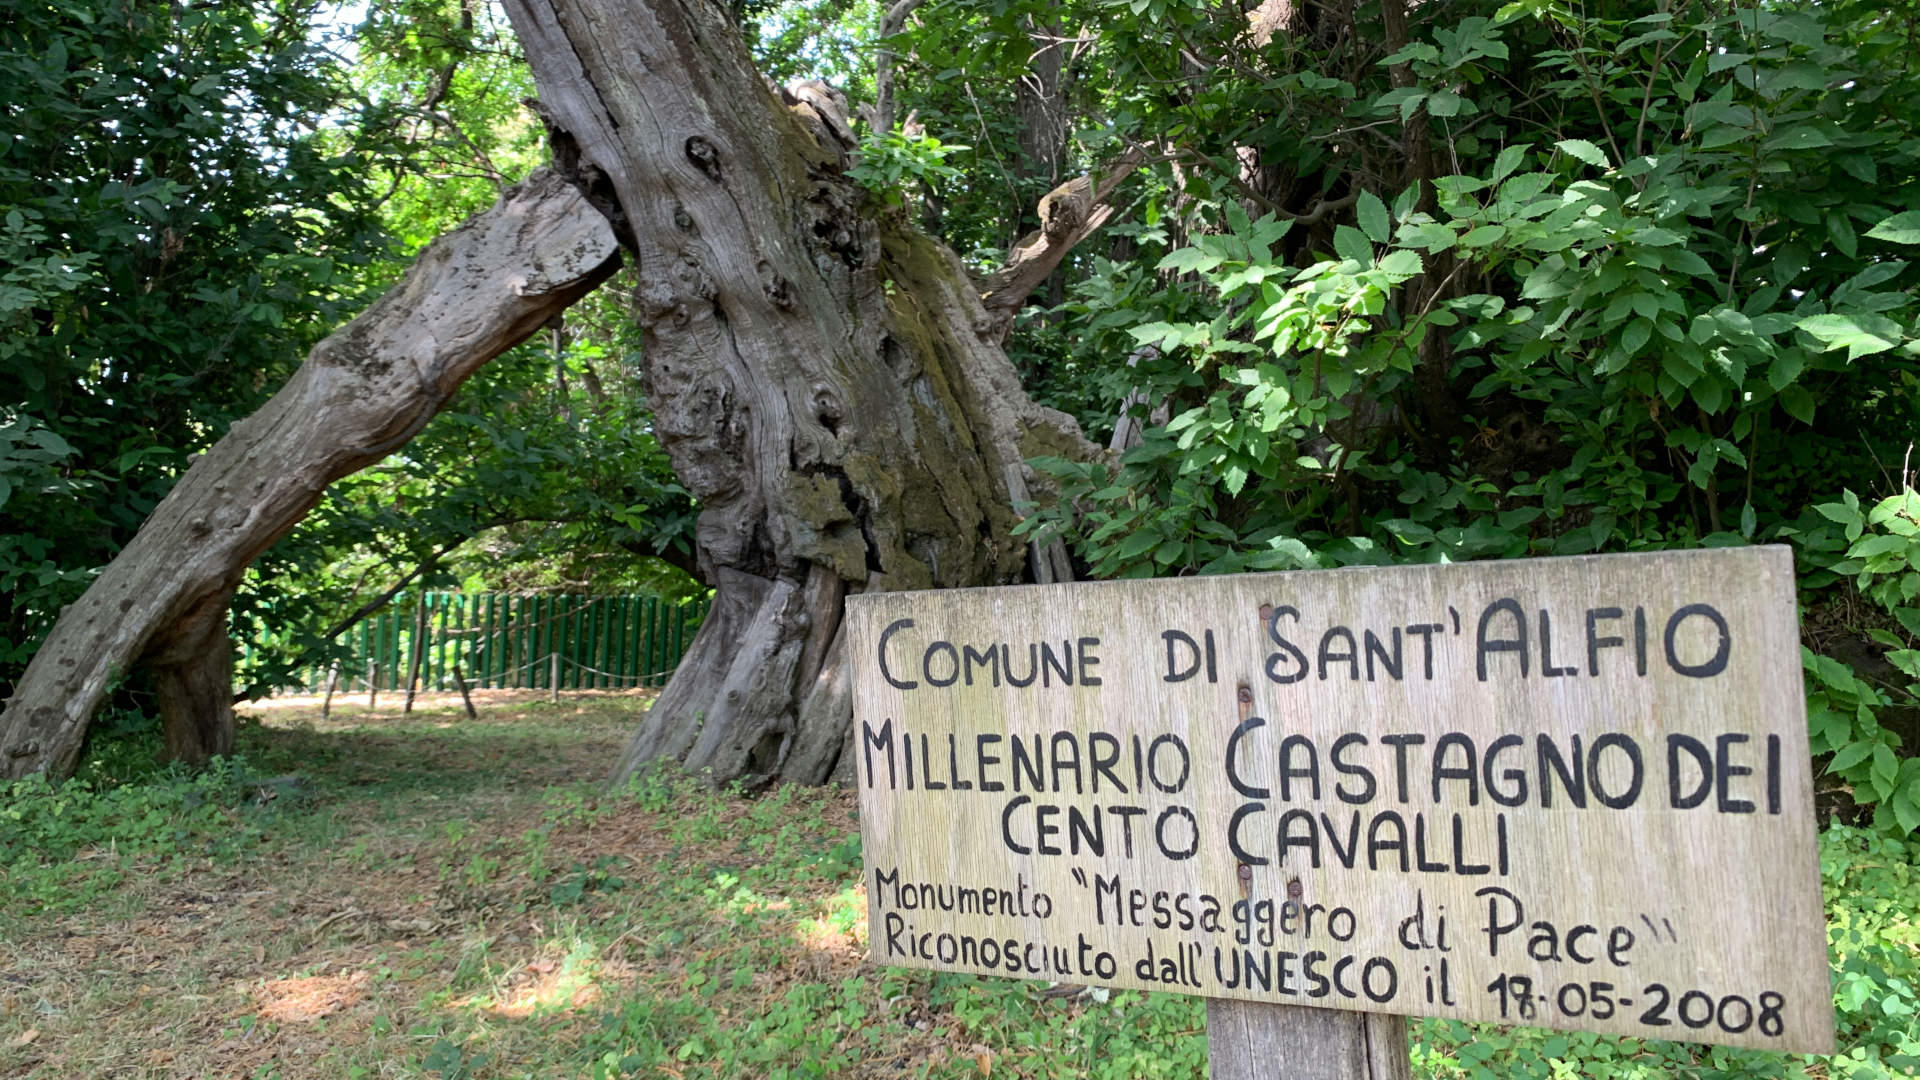 COMUNE DI SANT'ALFIO
MILLENARIO CASTAGNO DEI
CENTO CAVALLI
Monumento "Messaggero di Pace"
Riconosciuto dall'UNESCO il 18-05-2008